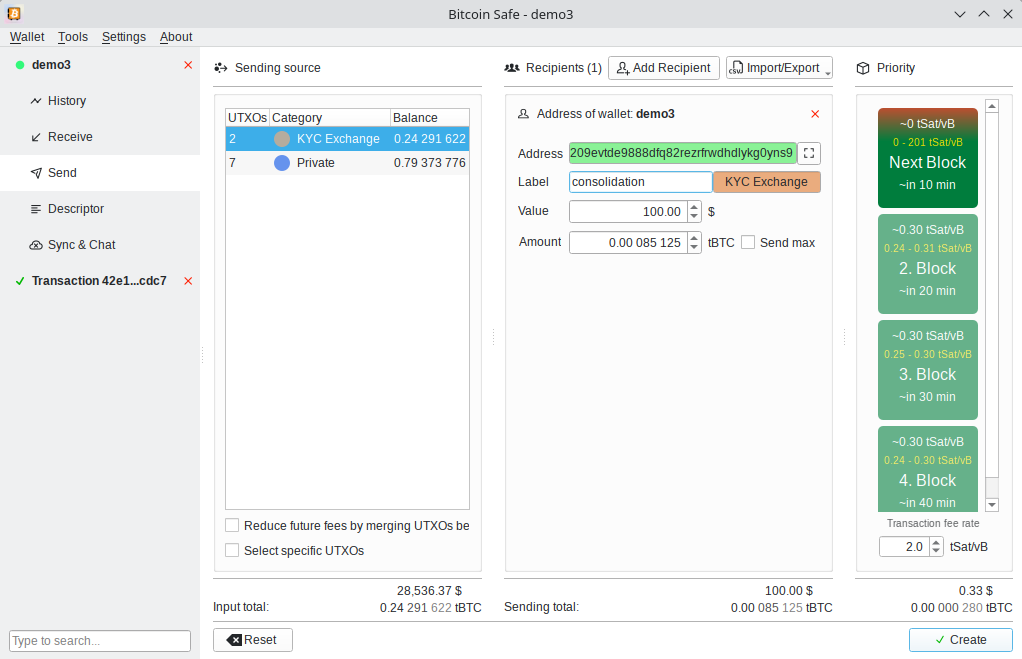 Bitcoin Safe - demo3
Wallet Tools Settings About
demo3
History
Receive
Send
Descriptor
Sync & Chat
Transaction 42e1...cdc7
Type to search...
Sending source
UTXOs Category Balance
2 KYC Exchange 0.24 291 622
7 Private 0.79 373 776
Reduce future fees by merging UTXOs be
Select specific UTXOs
28,536.37 $
Input total: 0.24 291 622 tBTC
Reset
Recipients (1) Add Recipient CSV Import/Export
Address of wallet: demo3
Address 209evtde9888dfq82rezrfrwdhdlykg0yns9
Label consolidation KYC Exchange
Value 100.00 $
Amount 0.00 085 125 tBTC Send max
100.00 $
Sending total: 0.00 085 125 tBTC
Priority
~0 tSat/vB
0 - 201 tSat/vB
Next Block
~in 10 min
~0.30 tSat/vB
0.24 - 0.31 tSat/vB
2. Block
~in 20 min
~0.30 tSat/vB
0.25 - 0.30 tSat/vB
3. Block
~in 30 min
~0.30 tSat/vB
0.24 - 0.30 tSat/vB
4. Block
~in 40 min
Transaction fee rate
2.0 tSat/vB
0.33 $
0.00 000 280 tBTC
Create